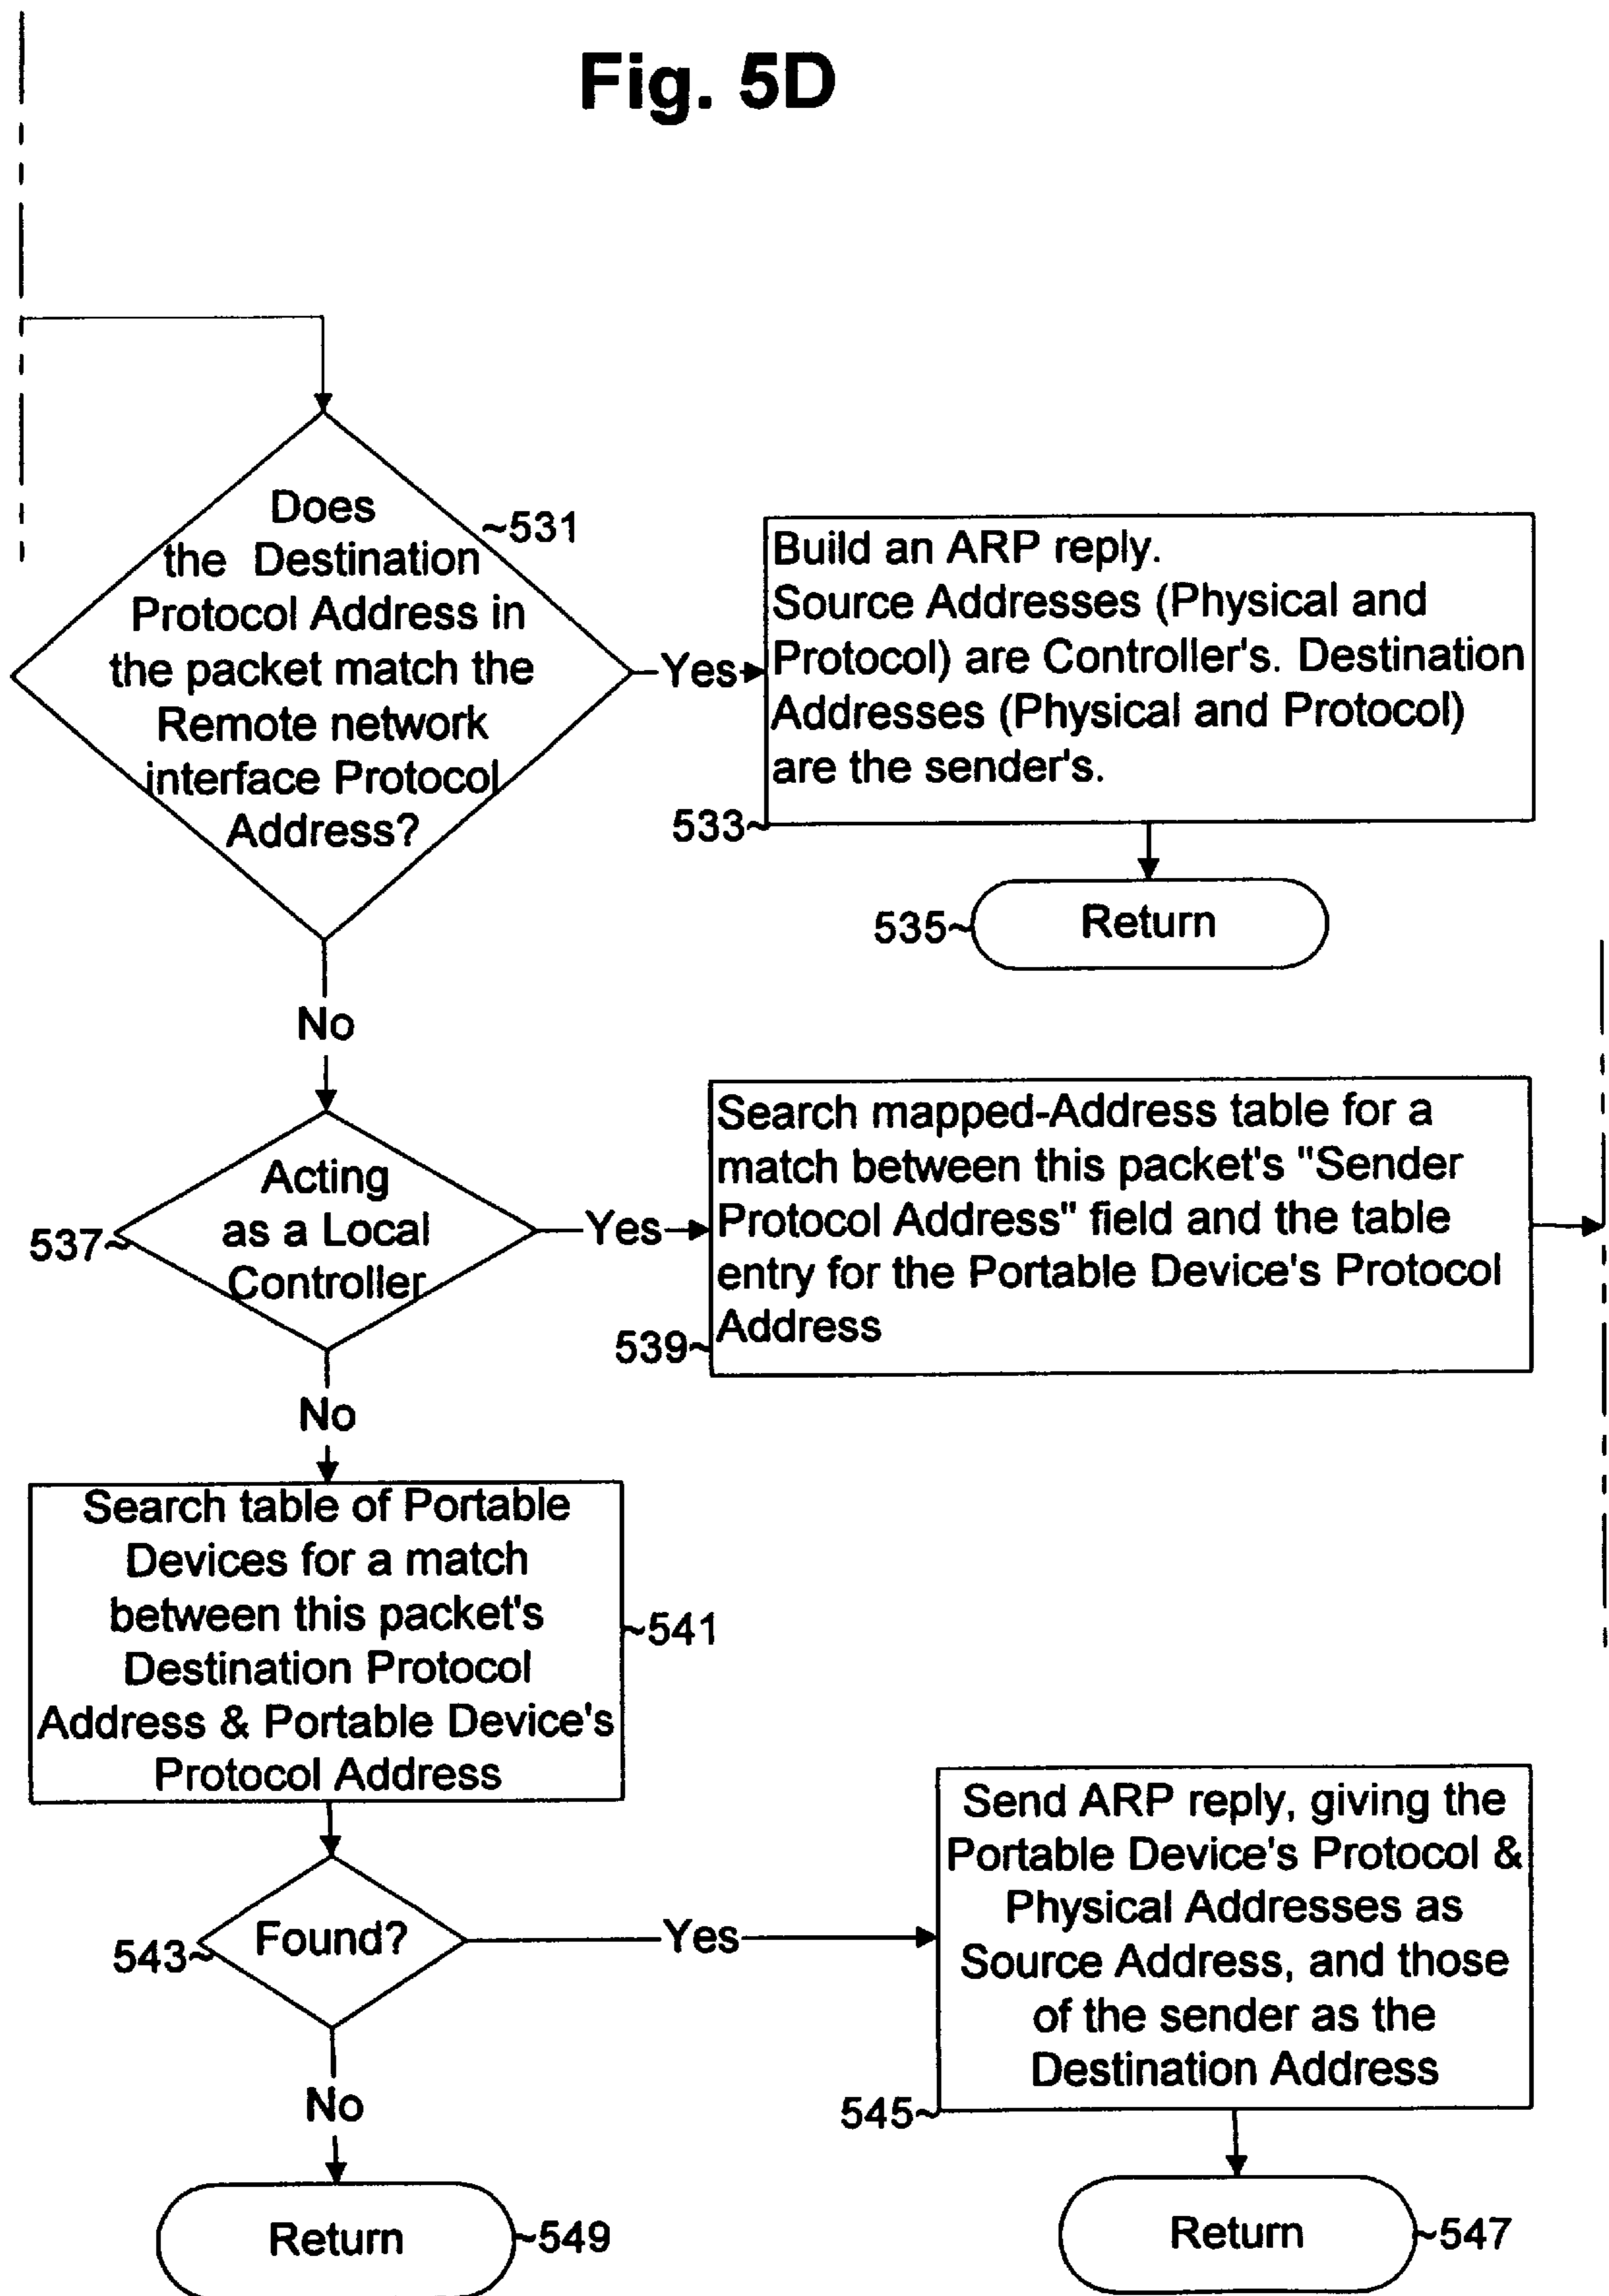 Fig. 5D
Does
the Destination
Protocol Address in
the packet match the
Remote network
interface Protocol
Address?
~531
Yes
Build an ARP reply.
Source Addresses (Physical and
Protocol) are Controller's. Destination
Addresses (Physical and Protocol)
are the sender's.
533~
Return
535~
No
Acting
as a Local
Controller
537~
Yes
Search mapped-Address table for a
match between this packet's "Sender
Protocol Address" field and the table
entry for the Portable Device's Protocol
Address
539~
No
Search table of Portable
Devices for a match
between this packet's
Destination Protocol
Address & Portable Device's
Protocol Address
~541
Found?
543~
Yes
Send ARP reply, giving the
Portable Device's Protocol &
Physical Addresses as
Source Address, and those
of the sender as the
Destination Address
545~
No
Return
~549
Return
~547